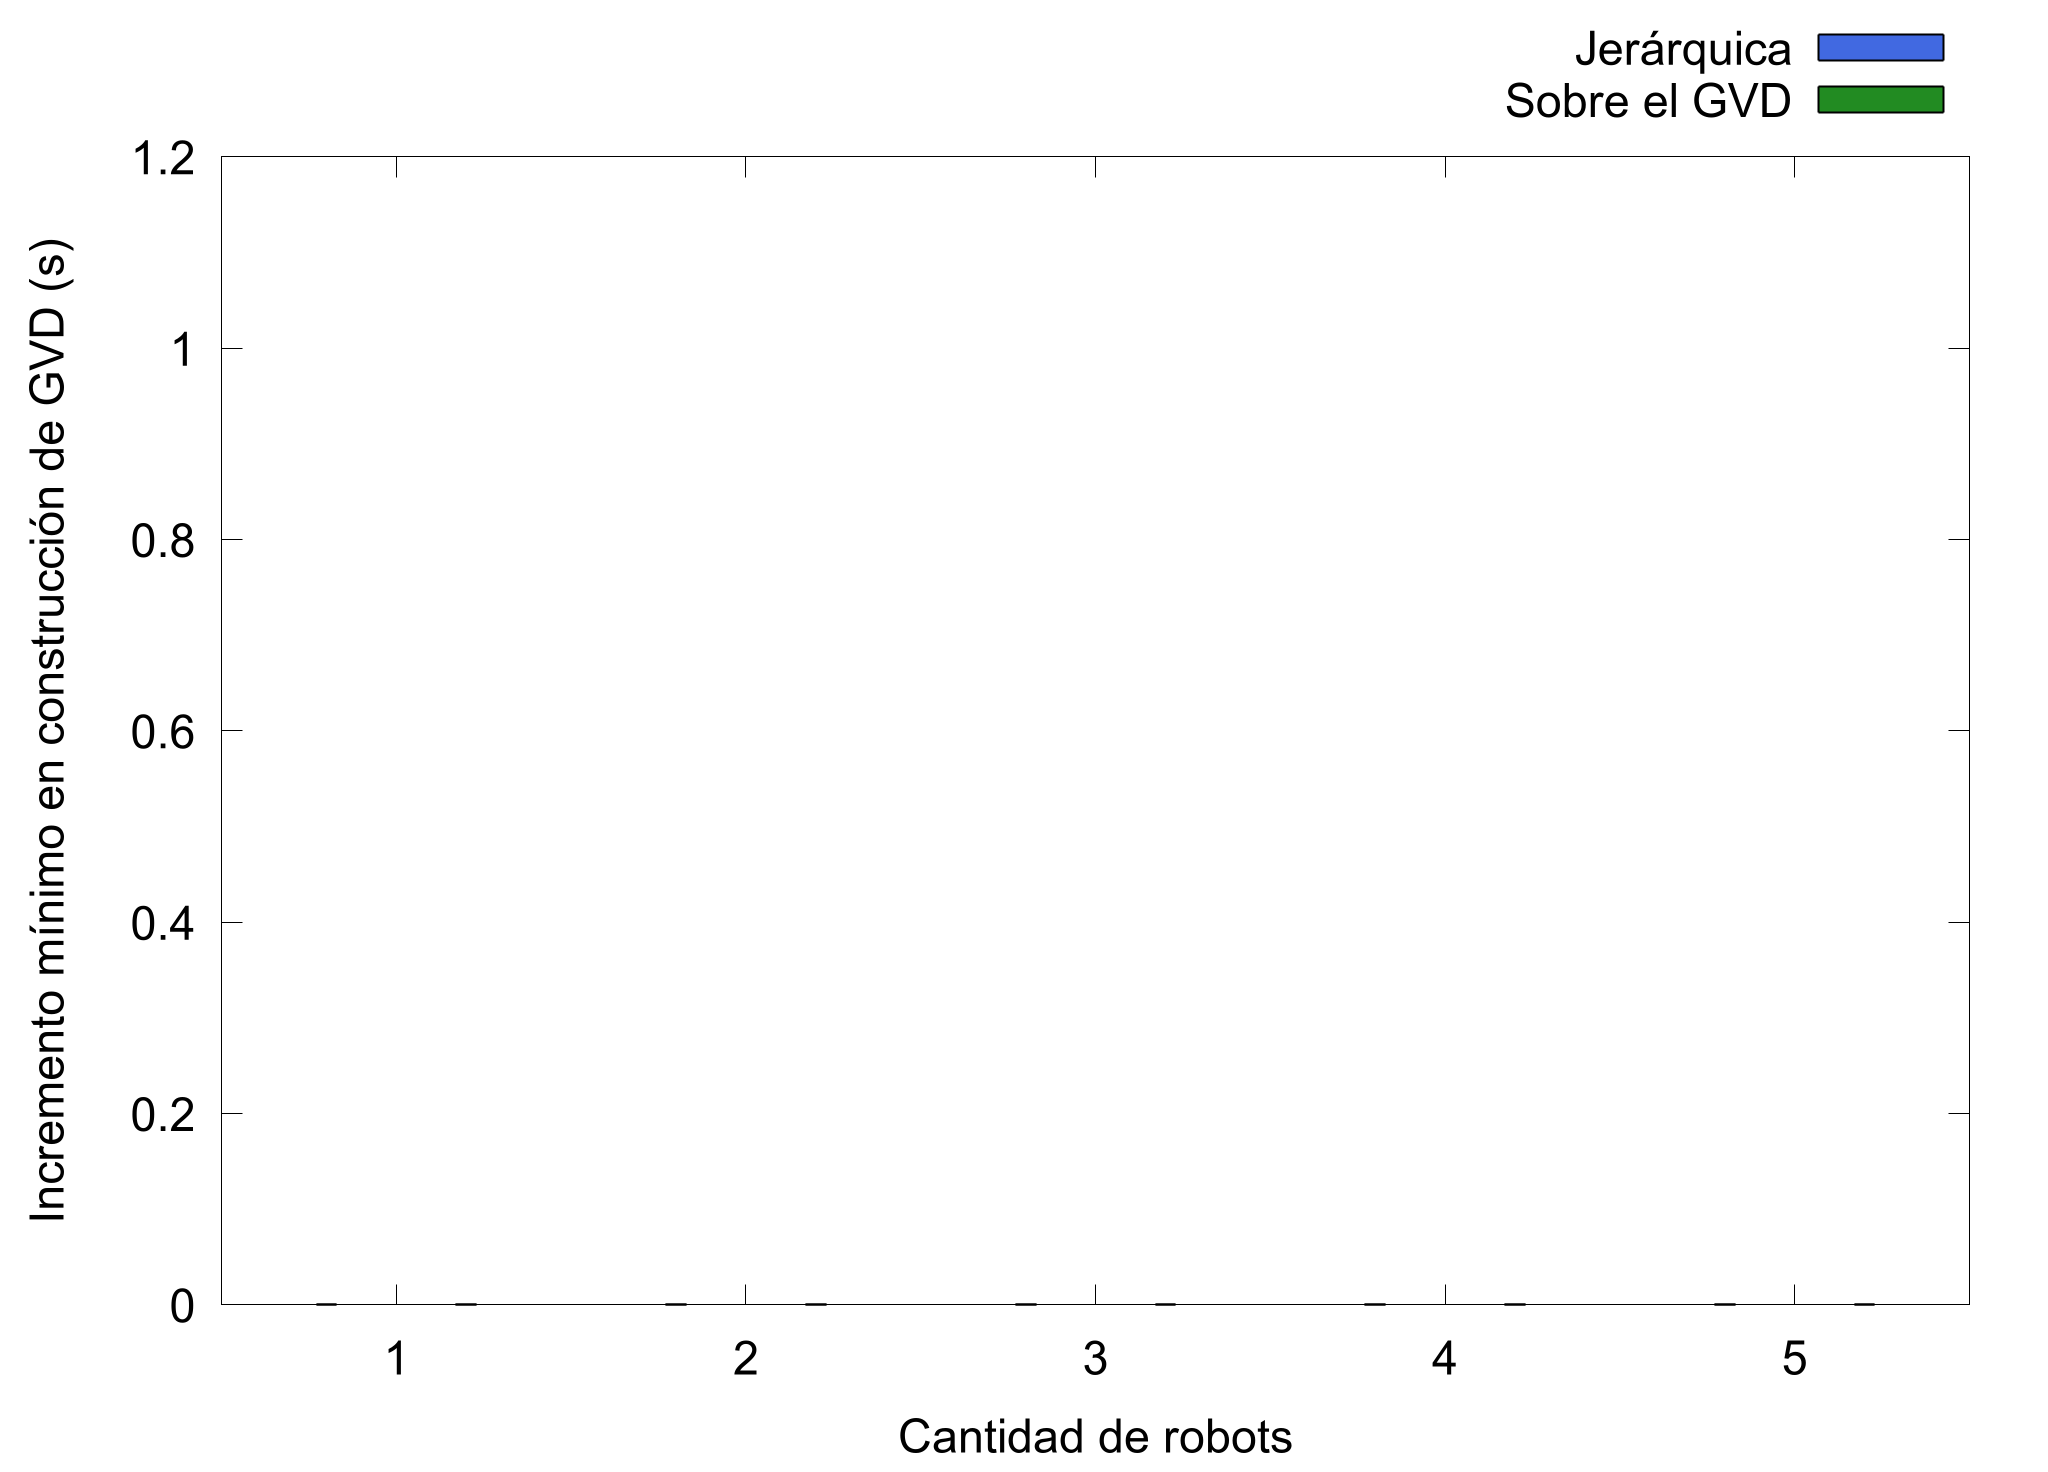 Jerárquica
Sobre el GVD
Incremento mínimo en construcción de GVD (s)
1.2
1
0.8
0.6
0.4
0.2
0
1 2 3 4 5
Cantidad de robots